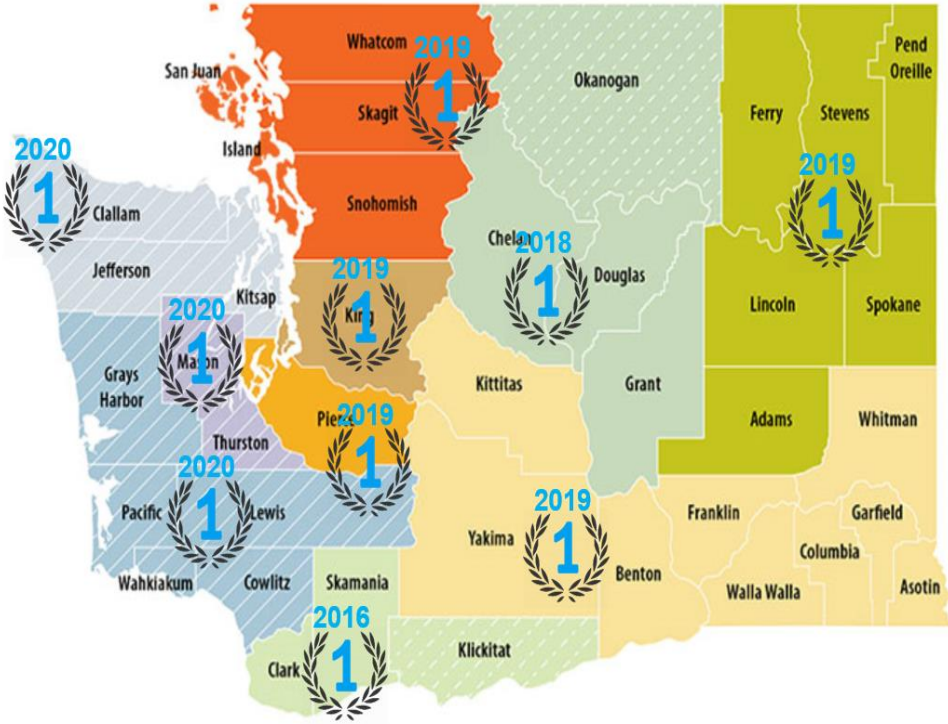 Whatcom
2019
1
Pend
Oreille
San Juan
Okanogan
Skagit
Ferry
Stevens
Island
2020
1
Clallam
2019
1
Snohomish
Chelan
2018
1
Jefferson
Douglas
Kitsap
2019
King
1
Lincoln
Spokane
2020
Mason
1
Grays
Harbor
Kittitas
Grant
Pierce
2019
1
Adams
Whitman
Thurston
2020
1
Pacific
Lewis
2019
1
Yakima
Franklin
Garfield
Columbia
Benton
Wahkiakum
Cowlitz
Skamania
Walla Walla
Asotin
2016
1
Clark
Klickitat